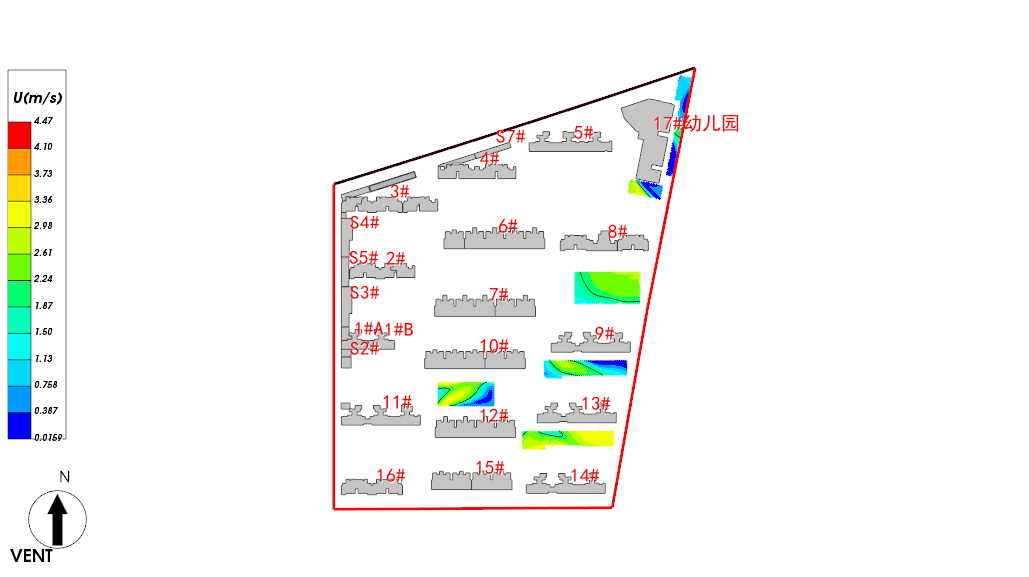 U(m/s)
4.47
4.10
3.73
3.36
2.98
2.61
2.24
1.87
1.50
1.13
0.758
0.387
0.0159
N
VENT
17#幼儿园
S7#
5#
4#
3#
S4#
6#
8#
S5#
2#
S3#
7#
1#A1#B
S2#
10#
9#
11#
12#
13#
16#
15#
14#